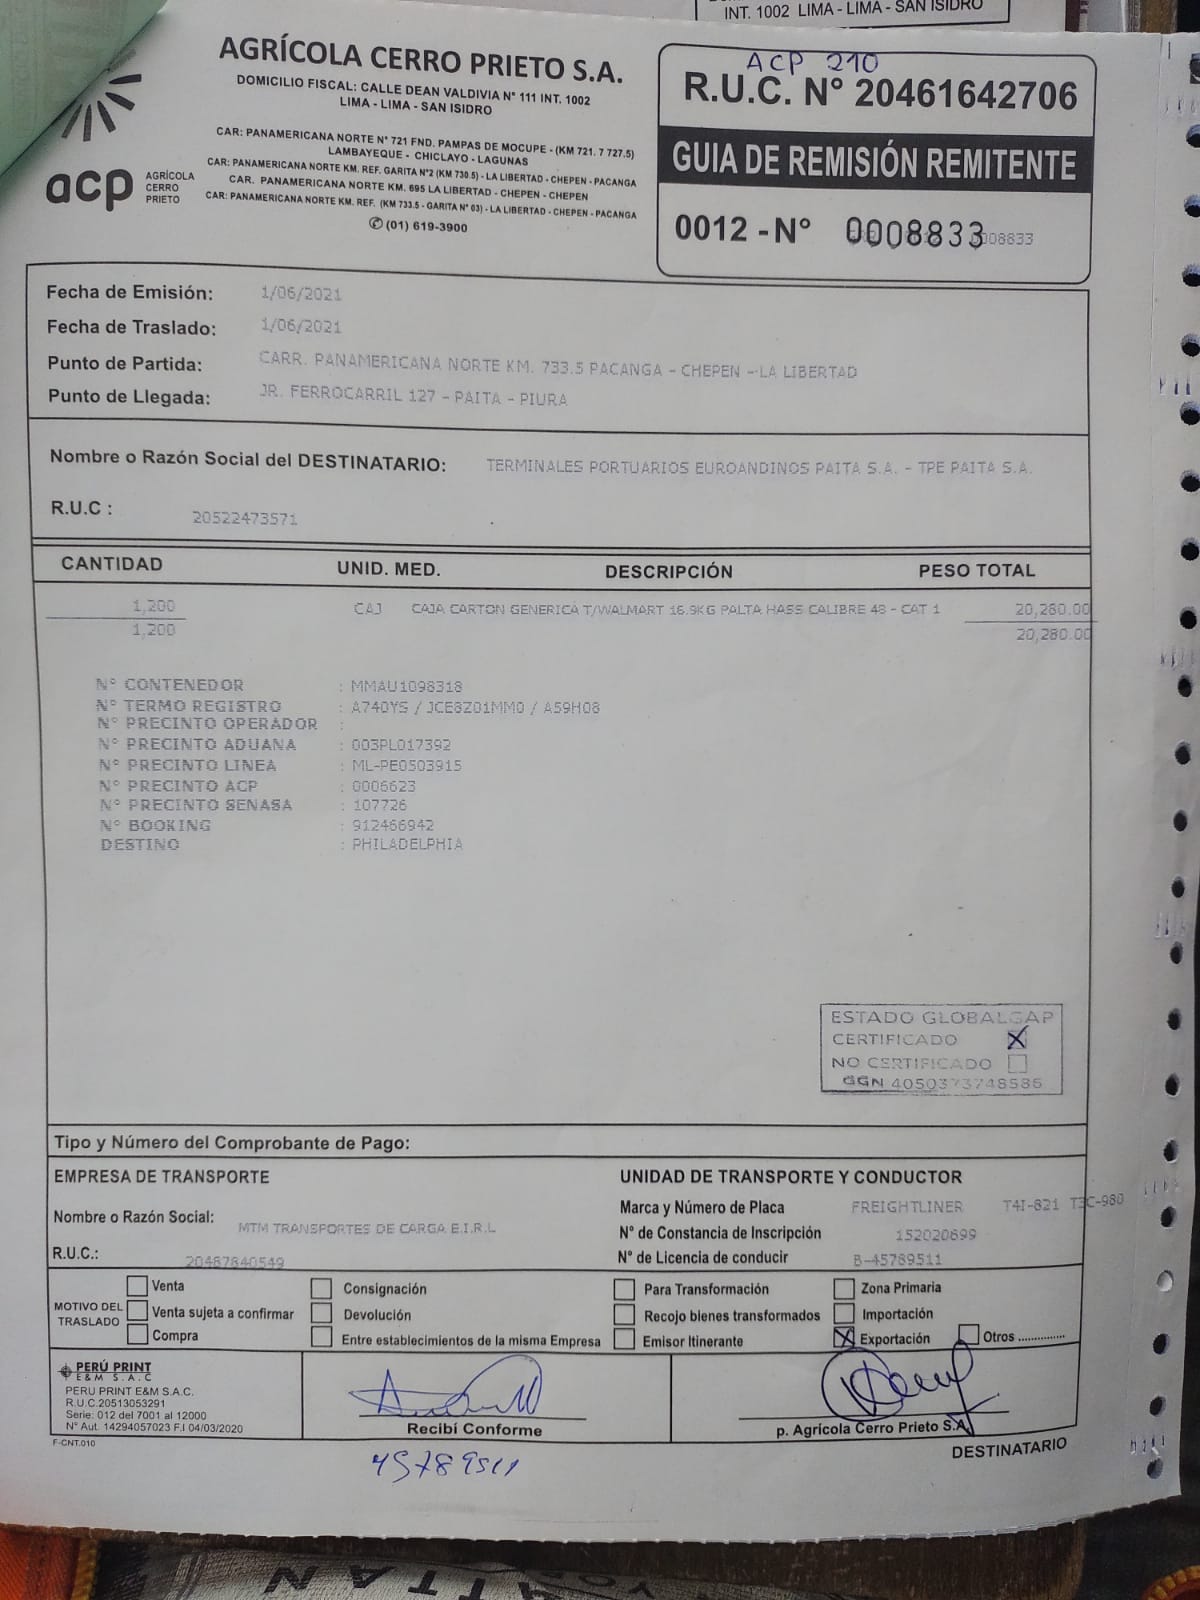 INT. 1002 LIMA - LIMA - SAN ISIDRO
AGRÍCOLA CERRO PRIETO S.A.
DOMICILIO FISCAL: CALLE DEAN VALDIVIA N° 111 INT. 1002
LIMA - LIMA - SAN ISIDRO
CAR: PANAMERICANA NORTE N° 721 FND. PAMPAS DE MOCUPE - (KM 721. 7 727.5)
LAMBAYEQUE - CHICLAYO - LAGUNAS
CAR: PANAMERICANA NORTE KM. REF. GARITA N°2 (KM 730.5) - LA LIBERTAD - CHEPEN - PACANGA
CAR. PANAMERICANA NORTE KM. 695 LA LIBERTAD - CHEPEN - CHEPEN
CAR: PANAMERICANA NORTE KM. REF. (KM 733.5 - GARITA N° 03) - LA LIBERTAD - CHEPEN - PACANGA
(01) 619-3900
acp AGRÍCOLA
CERRO
PRIETO
ACP 210
R.U.C. N° 20461642706
GUIA DE REMISIÓN REMITENTE
0012 - N° 0008833 0008833
Fecha de Emisión: 1/06/2021
Fecha de Traslado: 1/06/2021
Punto de Partida: CARR. PANAMERICANA NORTE KM. 733.5 PACANGA - CHEPEN - LA LIBERTAD
Punto de Llegada: JR. FERROCARRIL 127 - PAITA - PIURA
Nombre o Razón Social del DESTINATARIO: TERMINALES PORTUARIOS EUROANDINOS PAITA S.A. - TPE PAITA S.A.
R.U.C : 20522473571
CANTIDAD UNID. MED. DESCRIPCIÓN PESO TOTAL
1,200 CAJ CAJA CARTON GENERICA T/WALMART 16.9KG PALTA HASS CALIBRE 48 - CAT 1 20,280.00
1,200 20,280.00
N° CONTENEDOR : MMAU1098318
N° TERMO REGISTRO : A740YS / JCE8Z01MM0 / A59H08
N° PRECINTO OPERADOR :
N° PRECINTO ADUANA : 003PL017392
N° PRECINTO LINEA : ML-PE0503915
N° PRECINTO ACP : 0006623
N° PRECINTO SENASA : 107726
N° BOOKING : 912466942
DESTINO : PHILADELPHIA
ESTADO GLOBALGAP
CERTIFICADO X
NO CERTIFICADO
GGN 4050373748586
Tipo y Número del Comprobante de Pago:
EMPRESA DE TRANSPORTE
Nombre o Razón Social: MTM TRANSPORTES DE CARGA E.I.R.L
R.U.C.: 20487840549
UNIDAD DE TRANSPORTE Y CONDUCTOR
Marca y Número de Placa FREIGHTLINER T4I-821 T3C-980
N° de Constancia de Inscripción 152020899
N° de Licencia de conducir B-45789511
MOTIVO DEL
TRASLADO
Venta
Venta sujeta a confirmar
Compra
Consignación
Devolución
Entre establecimientos de la misma Empresa
Para Transformación
Recojo bienes transformados
Emisor Itinerante
Zona Primaria
Importación
X Exportación
Otros ..............
PERÚ PRINT
E&M S.A.C
PERU PRINT E&M S.A.C.
R.U.C.20513053291
Serie: 012 del 7001 al 12000
N° Aut. 14294057023 F.I 04/03/2020
F-CNT.010
Recibí Conforme
45789511
p. Agrícola Cerro Prieto S.A.
DESTINATARIO